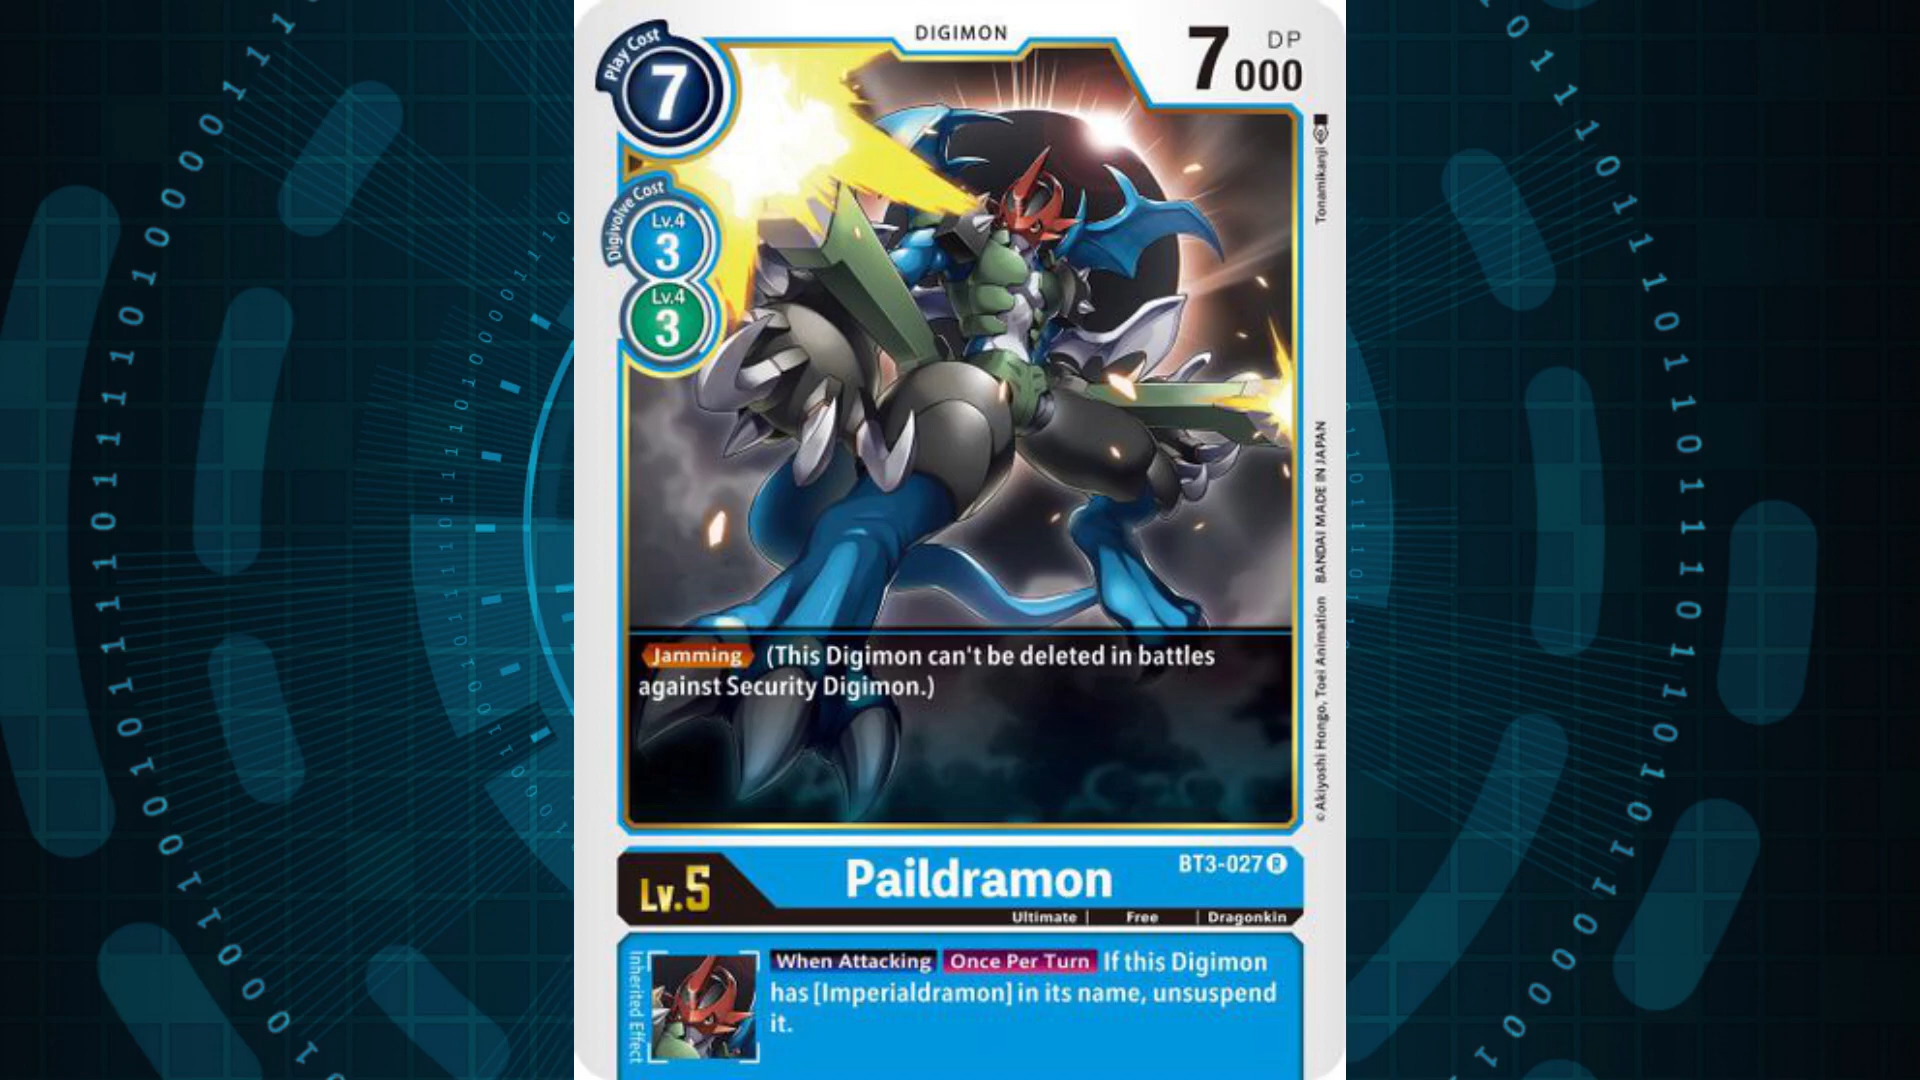 DIGIMON
Play Cost
7
7000
DP
Digivolve Cost
Lv.4
3
Lv.4
3
Tonamikanji
BANDAI MADE IN JAPAN
© Akiyoshi Hongo, Toei Animation
Jamming (This Digimon can't be deleted in battles
against Security Digimon.)
Lv.5
Paildramon
BT3-027 R
Ultimate | Free | Dragonkin
Inherited Effect
When Attacking Once Per Turn If this Digimon
has [Imperialdramon] in its name, unsuspend
it.